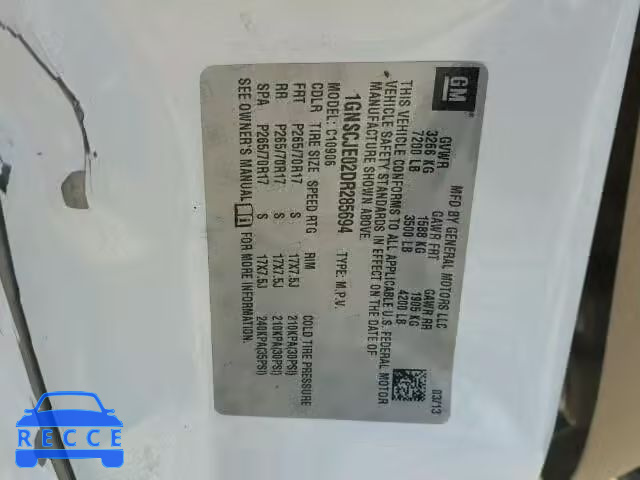 GM
MFD BY GENERAL MOTORS LLC
03/13
GVWR GAWR FRT GAWR RR
3266 KG 1588 KG 1905 KG
7200 LB 3500 LB 4200 LB
THIS VEHICLE CONFORMS TO ALL APPLICABLE U.S. FEDERAL MOTOR
VEHICLE SAFETY STANDARDS IN EFFECT ON THE DATE OF
MANUFACTURE SHOWN ABOVE.
1GNSCJE02DR285694 TYPE: M.P.V.
MODEL: C10906
CDLR TIRE SIZE SPEED RTG RIM COLD TIRE PRESSURE
FRT P265/70R17 S 17X7.5J 210KPA(30PSI)
RR P265/70R17 S 17X7.5J 210KPA(30PSI)
SPA P265/70R17 S 17X7.5J 240KPA(35PSI)
SEE OWNER'S MANUAL FOR MORE INFORMATION.
RECCE